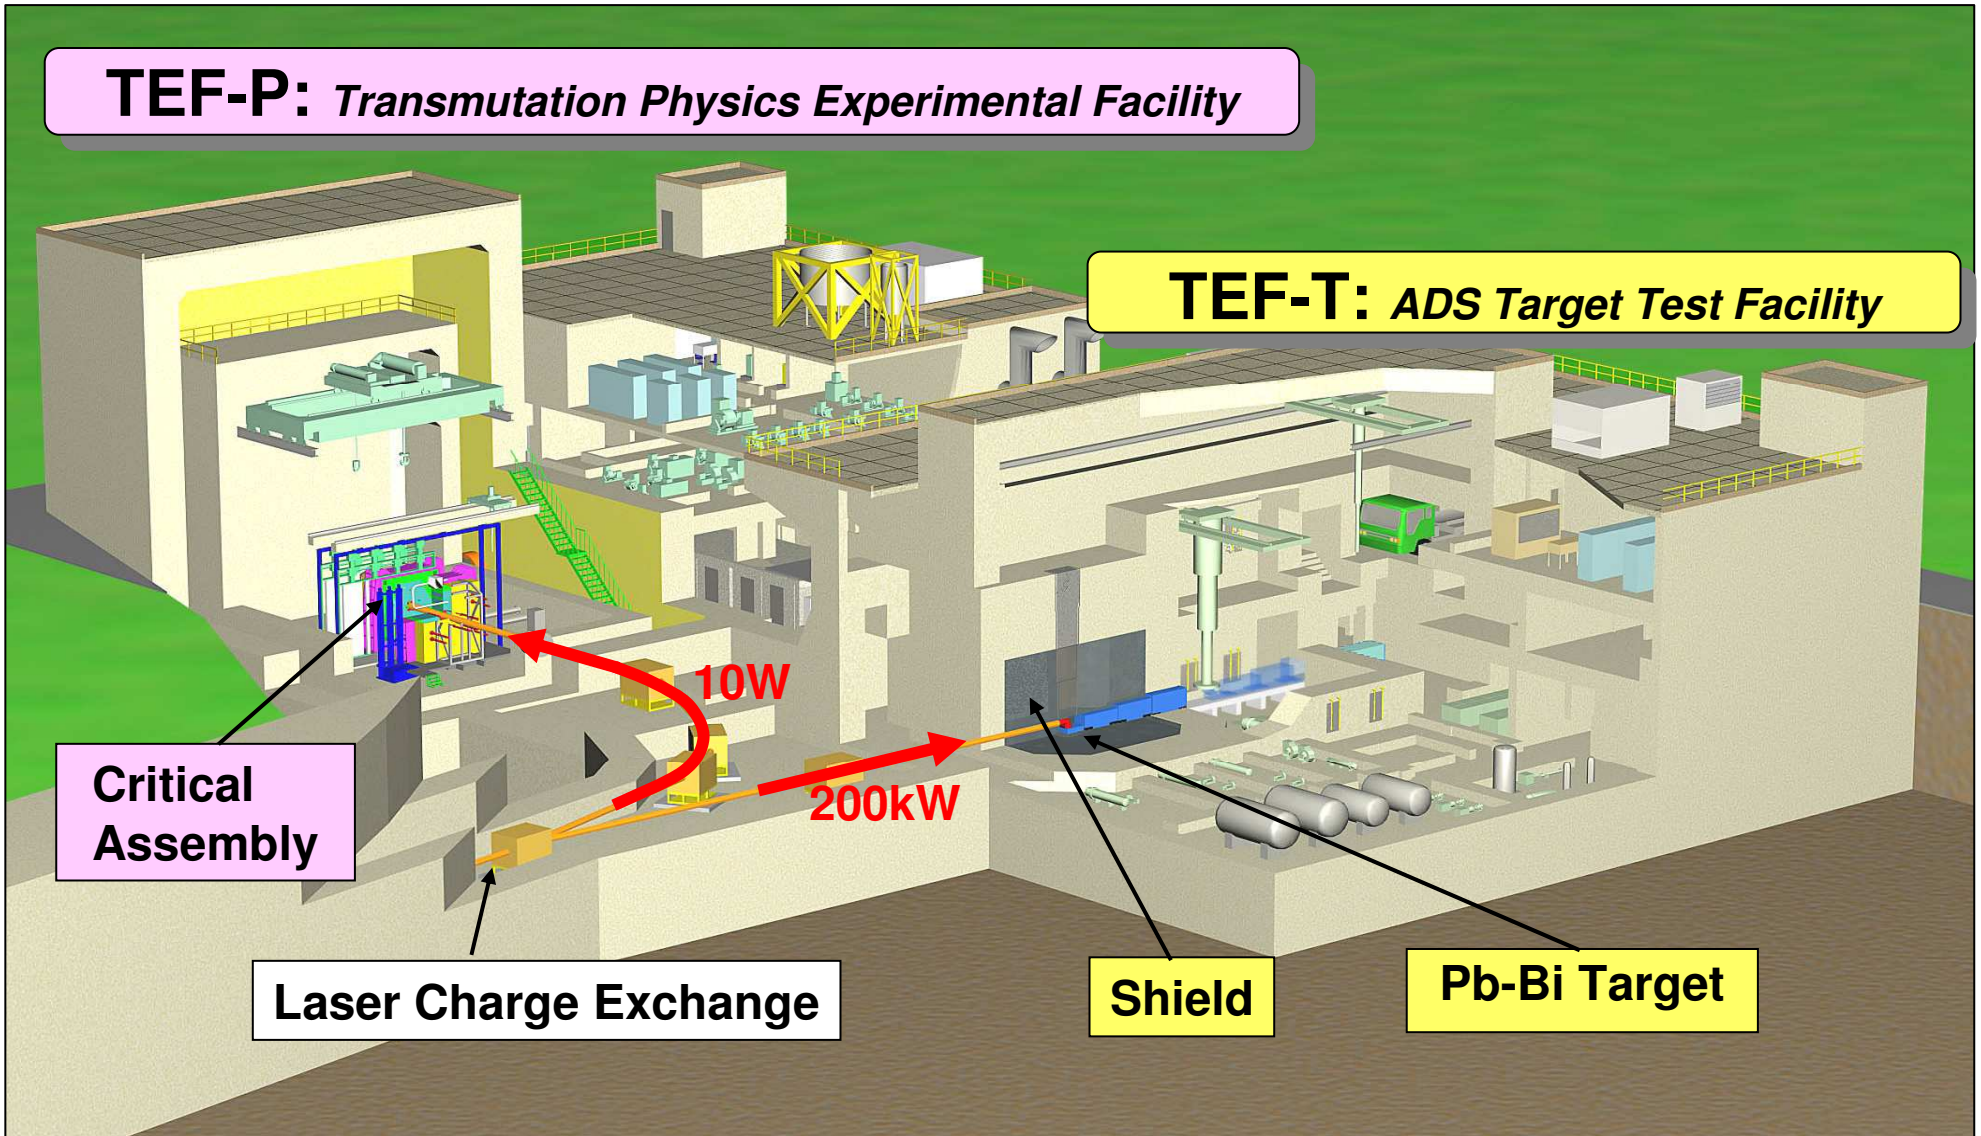 TEF-P: Transmutation Physics Experimental Facility
TEF-T: ADS Target Test Facility
10W
200kW
Critical
Assembly
Laser Charge Exchange
Shield
Pb-Bi Target